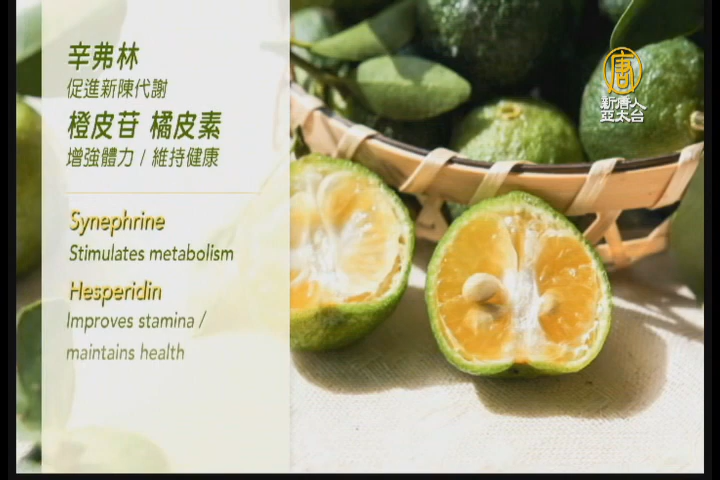 辛弗林
促進新陳代謝
橙皮苷 橘皮素
增強體力 / 維持健康
Synephrine
Stimulates metabolism
Hesperidin
Improves stamina /
maintains health
唐
新唐人
亞太台